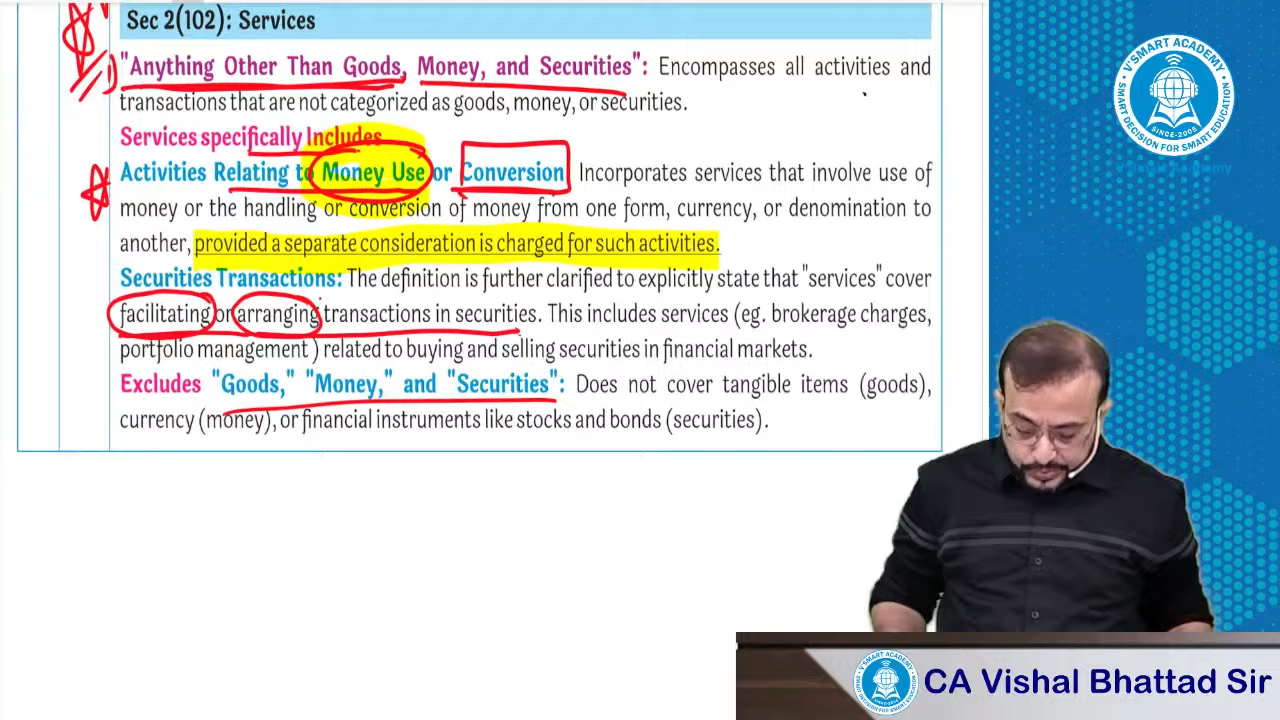 Sec 2(102): Services
"Anything Other Than Goods, Money, and Securities": Encompasses all activities and
transactions that are not categorized as goods, money, or securities.
Services specifically Includes
Activities Relating to Money Use or Conversion Incorporates services that involve use of
money or the handling or conversion of money from one form, currency, or denomination to
another, provided a separate consideration is charged for such activities.
Securities Transactions: The definition is further clarified to explicitly state that "services" cover
facilitating or arranging transactions in securities. This includes services (eg. brokerage charges,
portfolio management ) related to buying and selling securities in financial markets.
Excludes "Goods," "Money," and "Securities": Does not cover tangible items (goods),
currency (money), or financial instruments like stocks and bonds (securities).
V'SMART ACADEMY
SMART DECISION FOR SMART EDUCATION
SINCE-2008
V'SMART ACADEMY
CA Vishal Bhattad Sir